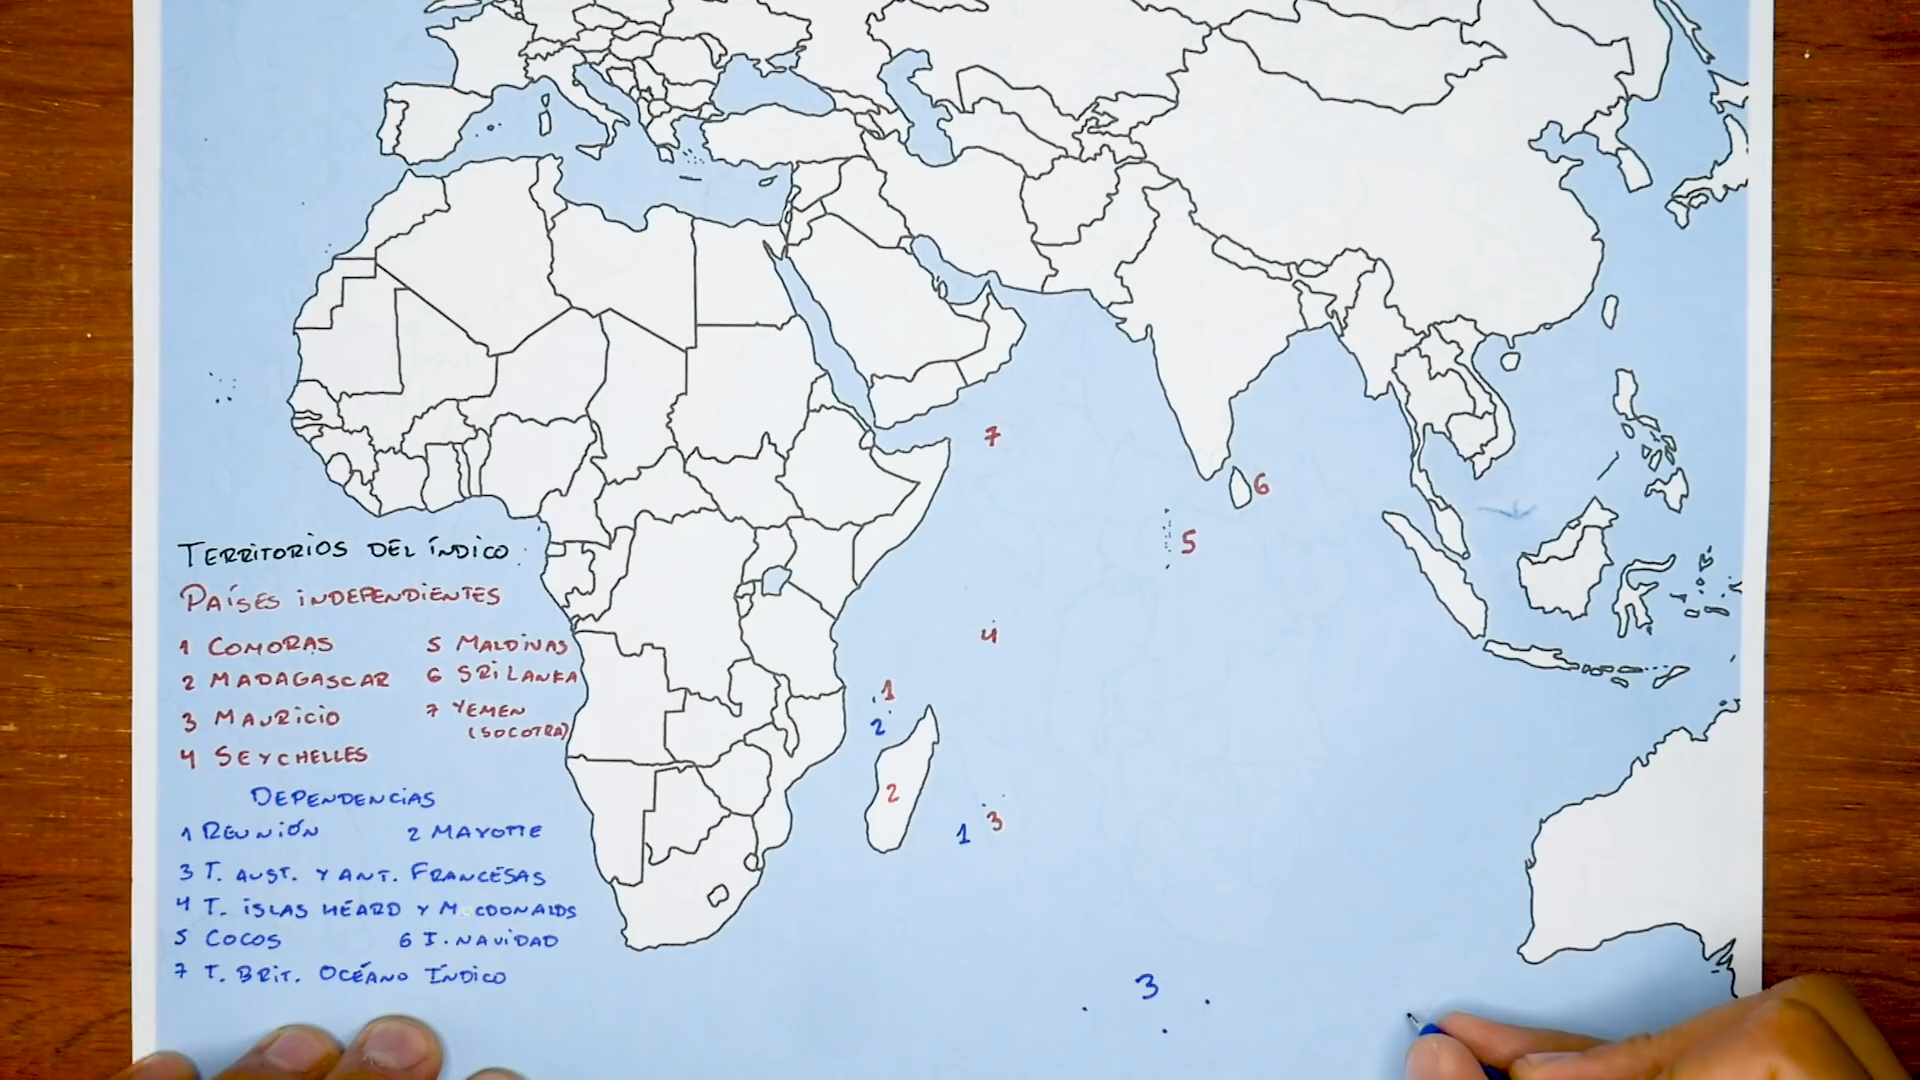 TERRITORIOS DEL ÍNDICO:
PAÍSES INDEPENDIENTES
1 COMORAS 5 MALDIVAS
2 MADAGASCAR 6 SRI LANKA
3 MAURICIO 7 YEMEN
(SOCOTRA)
4 SEYCHELLES
DEPENDENCIAS
1 REUNIÓN 2 MAYOTTE
3 T. AUST. Y ANT. FRANCESAS
4 T. ISLAS HEARD Y M.CDONALDS
5 COCOS 6 I. NAVIDAD
7 T. BRIT. OCÉANO ÍNDICO
7
6
5
4
1
2
2
3
1
3